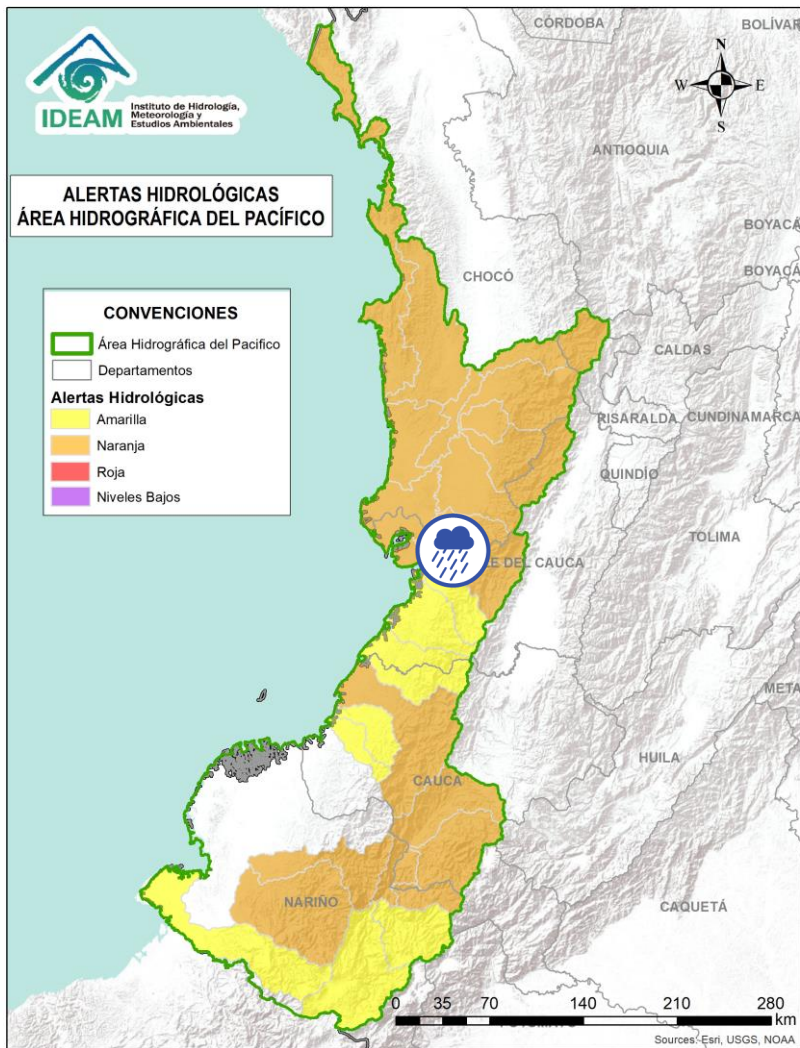 CÓRDOBA
BOLÍVAR
IDEAM
Instituto de Hidrología,
Meteorología y
Estudios Ambientales
N
W
E
S
ANTIOQUIA
ALERTAS HIDROLÓGICAS
ÁREA HIDROGRÁFICA DEL PACÍFICO
BOYACÁ
CHOCÓ
BOYACÁ
CONVENCIONES
Área Hidrográfica del Pacifico
Departamentos
Alertas Hidrológicas
Amarilla
Naranja
Roja
Niveles Bajos
CALDAS
RISARALDA
CUNDINAMARCA
QUINDÍO
TOLIMA
DEL CAUCA
META
HUILA
CAUCA
NARIÑO
CAQUETÁ
0 35 70 140 210 280
km
Sources: Esri, USGS, NOAA